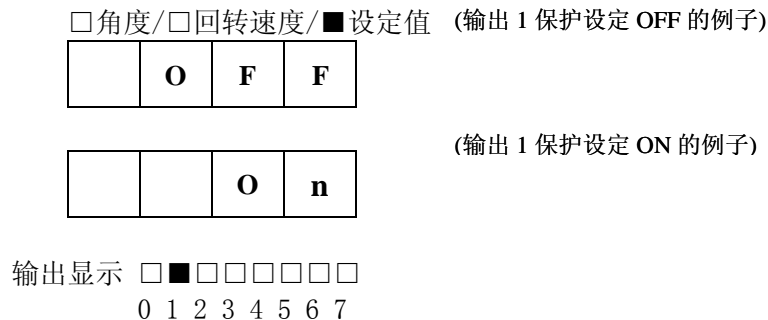 □角度/□回转速度/■设定值 (输出 1 保护设定 OFF 的例子)
O F F
(输出 1 保护设定 ON 的例子)
O n
输出显示 □■□□□□□□
0 1 2 3 4 5 6 7